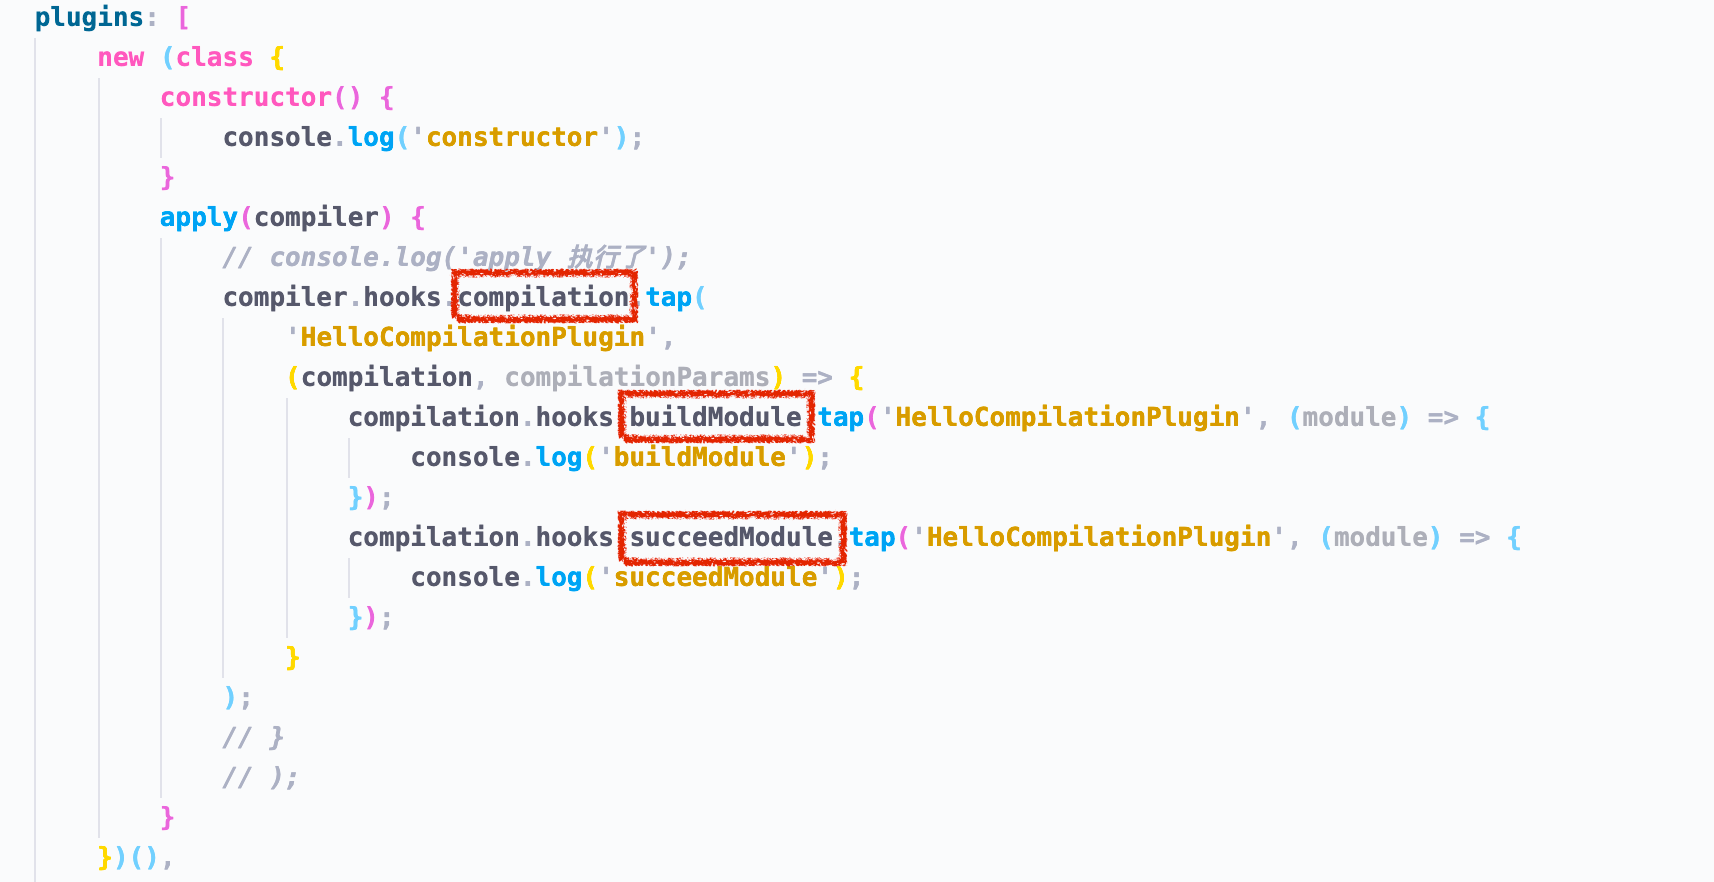 plugins: [
new (class {
constructor() {
console.log('constructor');
}
apply(compiler) {
// console.log('apply 执行了');
compiler.hooks.compilation.tap(
'HelloCompilationPlugin',
(compilation, compilationParams) => {
compilation.hooks.buildModule.tap('HelloCompilationPlugin', (module) => {
console.log('buildModule');
});
compilation.hooks.succeedModule.tap('HelloCompilationPlugin', (module) => {
console.log('succeedModule');
});
}
);
// }
// );
}
})(),